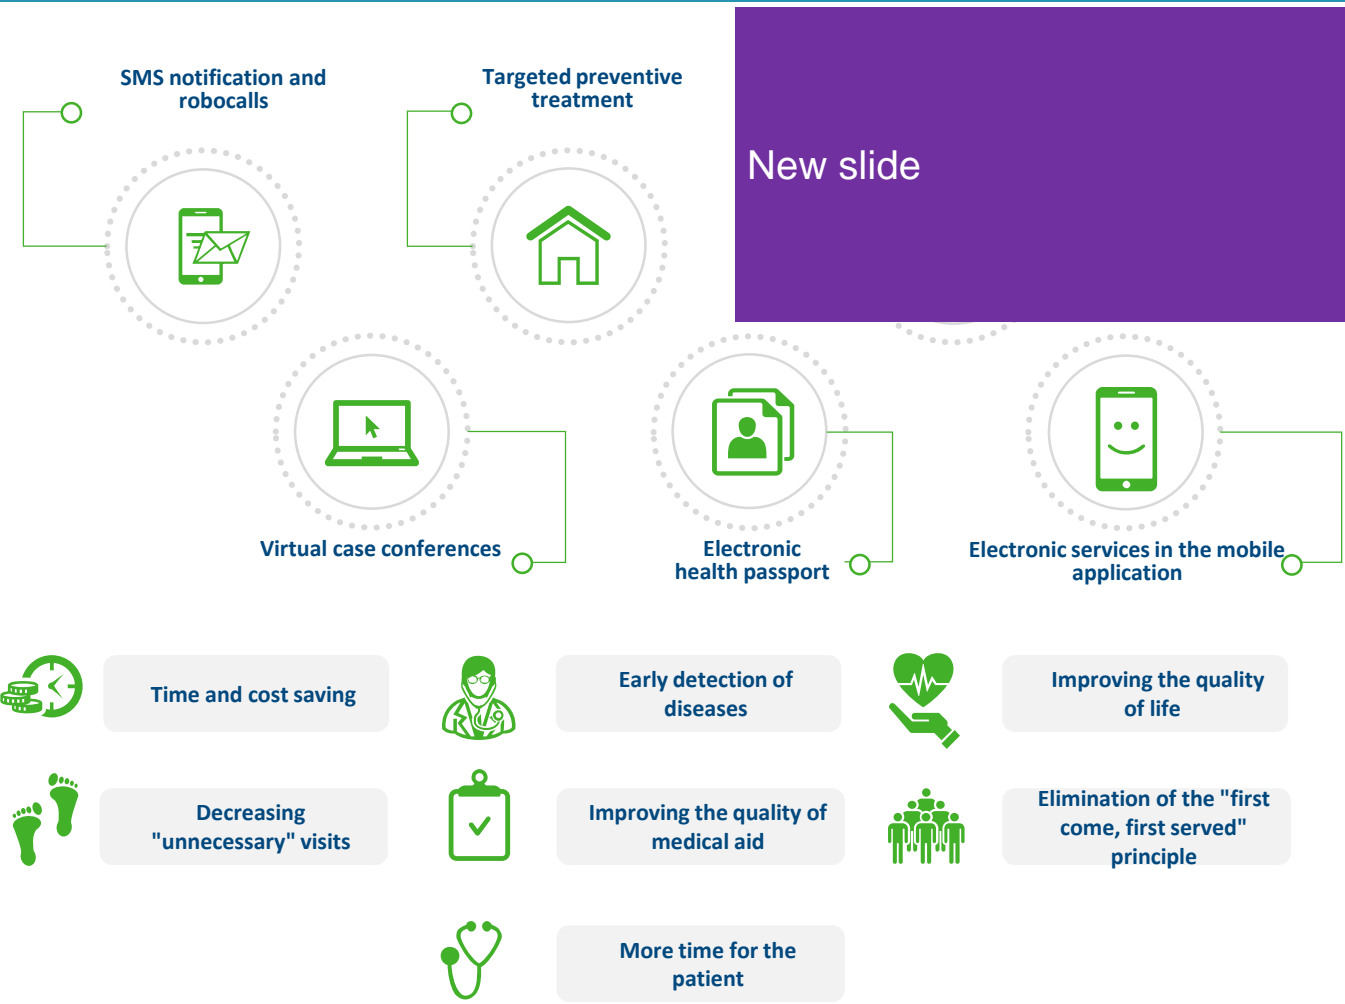 SMS notification and
robocalls
Targeted preventive
treatment
New slide
Virtual case conferences
Electronic
health passport
Electronic services in the mobile
application
Time and cost saving
Early detection of
diseases
Improving the quality
of life
Decreasing
"unnecessary" visits
Improving the quality of
medical aid
Elimination of the "first
come, first served"
principle
More time for the
patient